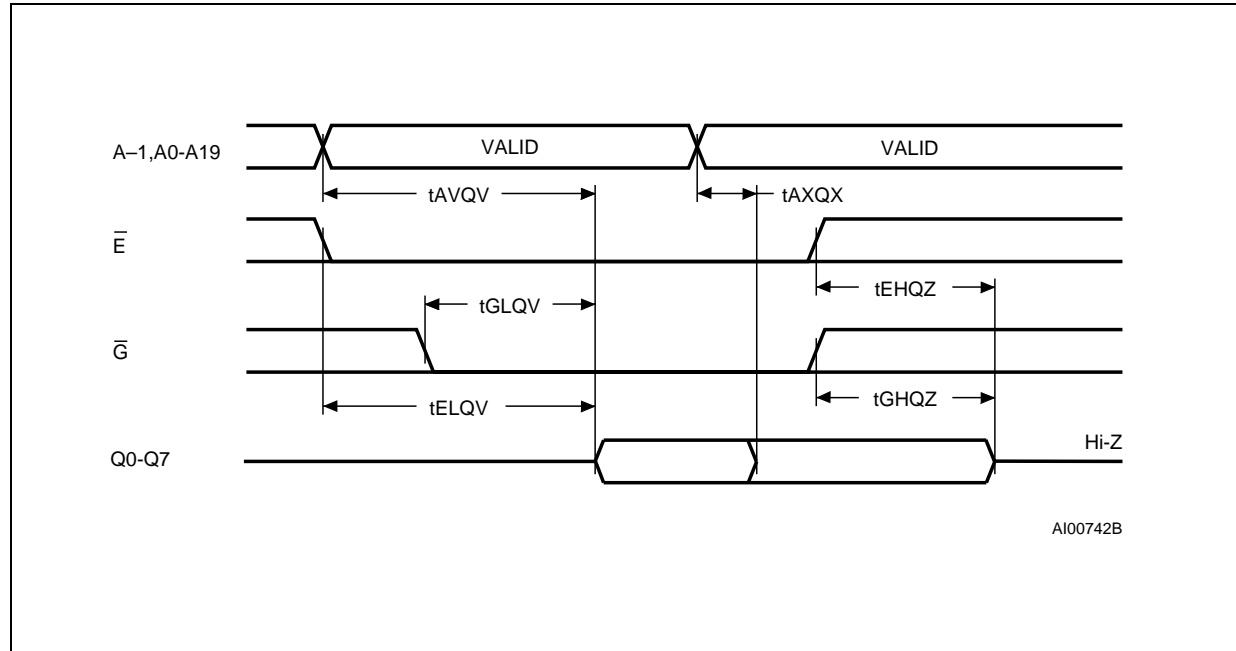 A–1,A0-A19
VALID
VALID
tAVQV
tAXQX
E̅
tEHQZ
tGLQV
G̅
tGHQZ
tELQV
Q0-Q7
Hi-Z
AI00742B